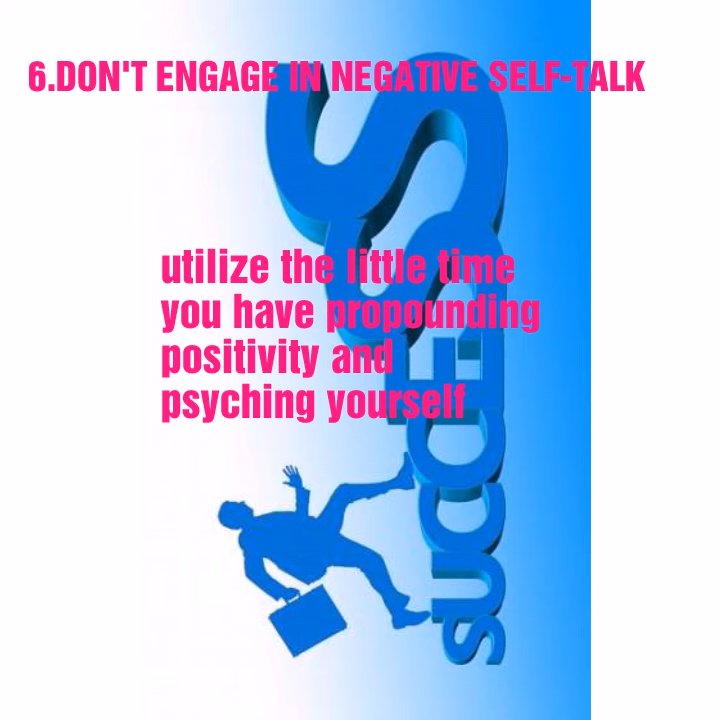 6.DON'T ENGAGE IN NEGATIVE SELF-TALK
utilize the little time
you have propounding
positivity and
psyching yourself
SUCCESS